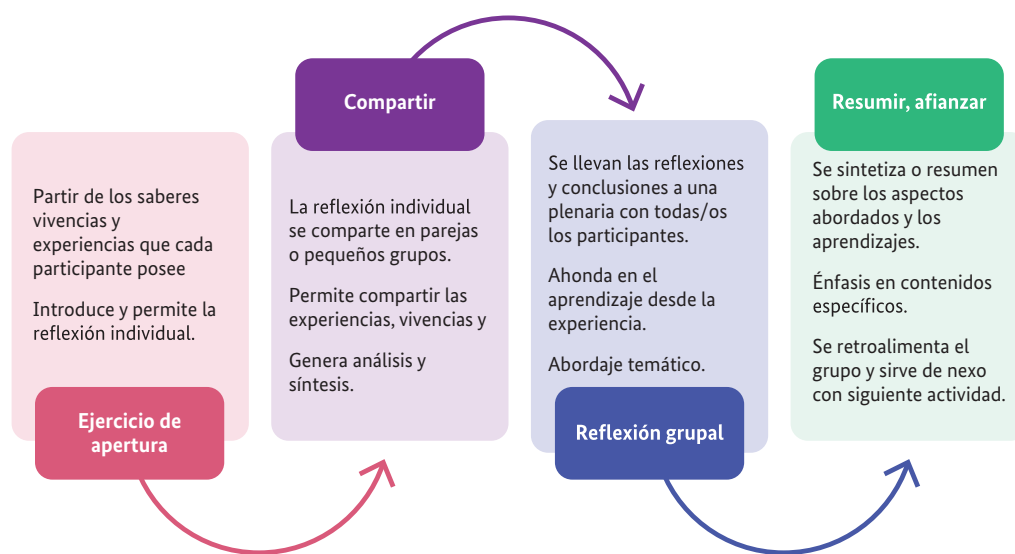 Partir de los saberes
vivencias y
experiencias que cada
participante posee
Introduce y permite la
reflexión individual.
Ejercicio de
apertura
Compartir
La reflexión individual
se comparte en parejas
o pequeños grupos.
Permite compartir las
experiencias, vivencias y
Genera análisis y
síntesis.
Se llevan las reflexiones
y conclusiones a una
plenaria con todas/os
los participantes.
Ahonda en el
aprendizaje desde la
experiencia.
Abordaje temático.
Reflexión grupal
Resumir, afianzar
Se sintetiza o resumen
sobre los aspectos
abordados y los
aprendizajes.
Énfasis en contenidos
específicos.
Se retroalimenta el
grupo y sirve de nexo
con siguiente actividad.